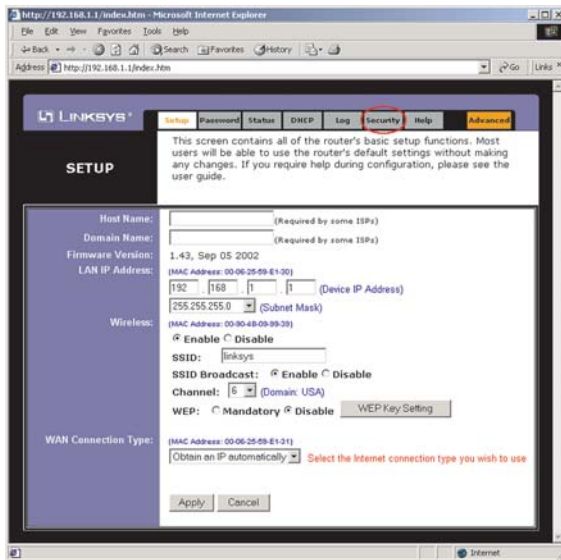 http://192.168.1.1/index.htm - Microsoft Internet Explorer
File Edit View Favorites Tools Help
Back Search Favorites History
Address http://192.168.1.1/index.htm Go Links
LINKSYS
Setup Password Status DHCP Log Security Help Advanced
SETUP
This screen contains all of the router's basic setup functions. Most
users will be able to use the router's default settings without making
any changes. If you require help during configuration, please see the
user guide.
Host Name: (Required by some ISPs)
Domain Name: (Required by some ISPs)
Firmware Version: 1.43, Sep 05 2002
LAN IP Address: (MAC Address: 00-06-25-59-E1-30)
192 . 168 . 1 . 1 (Device IP Address)
255.255.255.0 (Subnet Mask)
Wireless: (MAC Address: 00-90-4B-09-99-39)
Enable Disable
SSID: linksys
SSID Broadcast: Enable Disable
Channel: 6 (Domain: USA)
WEP: Mandatory Disable WEP Key Setting
WAN Connection Type: (MAC Address: 00-06-25-59-E1-31)
Obtain an IP automatically Select the Internet connection type you wish to use
Apply Cancel
Internet